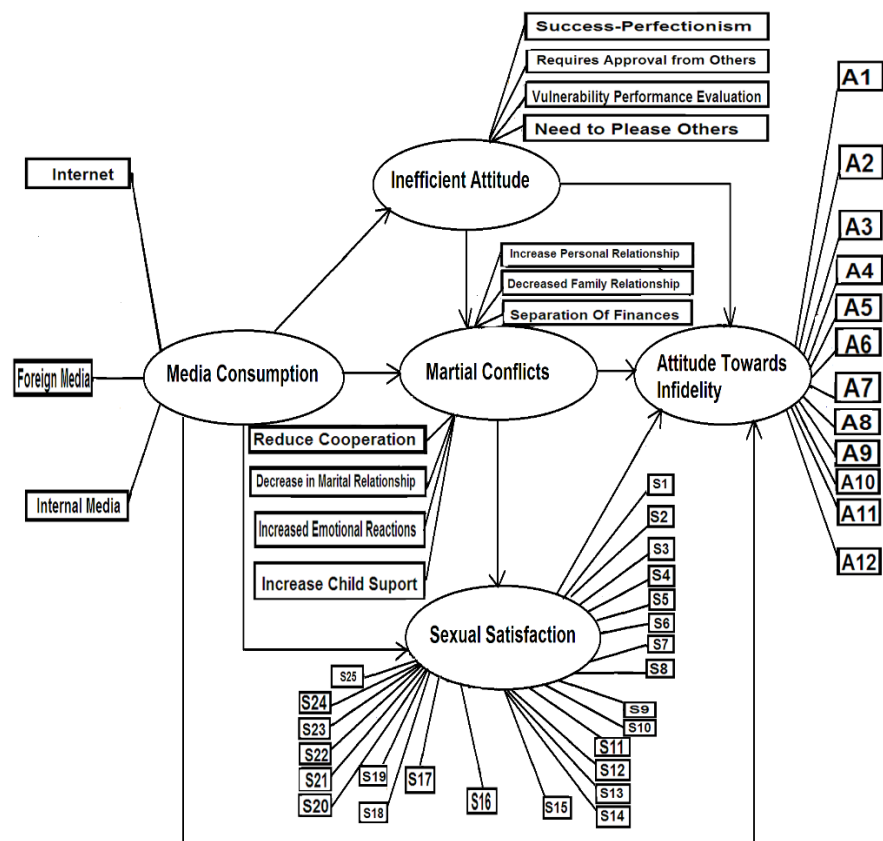 Success-Perfectionism
Requires Approval from Others
Vulnerability Performance Evaluation
Need to Please Others
A1
A2
A3
A4
A5
A6
A7
A8
A9
A10
A11
A12
Internet
Inefficient Attitude
Increase Personal Relationship
Decreased Family Relationship
Separation Of Finances
Foreign Media
Media Consumption
Martial Conflicts
Attitude Towards
Infidelity
Reduce Cooperation
Decrease in Marital Relationship
Increased Emotional Reactions
Increase Child Suport
Internal Media
S1
S2
S3
S4
S5
S6
S7
S8
Sexual Satisfaction
S9
S10
S11
S12
S13
S14
S15
S16
S17
S18
S19
S20
S21
S22
S23
S24
S25